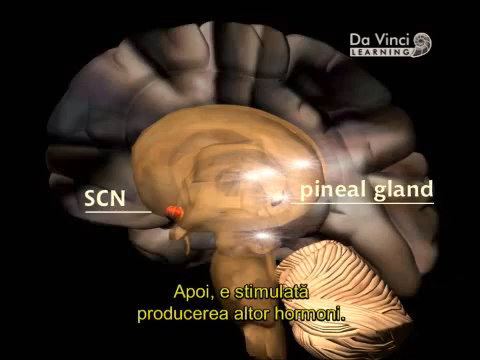 Da Vinci
LEARNING
SCN
pineal gland
Apoi, e stimulată
producerea altor hormoni.